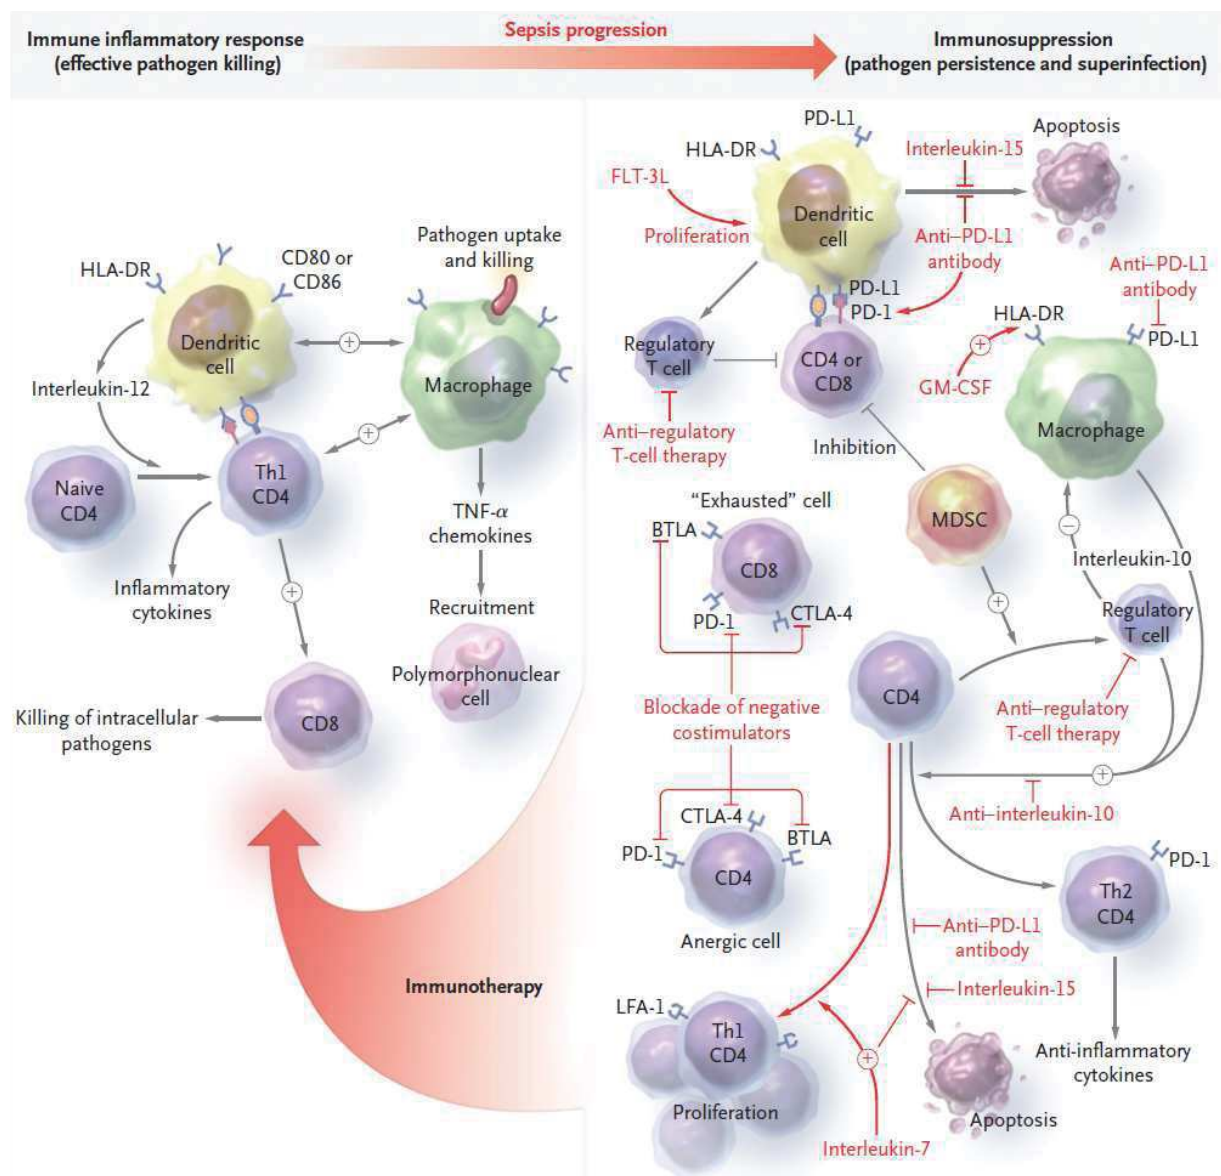 Immune inflammatory response
(effective pathogen killing)
Sepsis progression
Immunosuppression
(pathogen persistence and superinfection)
HLA-DR
CD80 or
CD86
Pathogen uptake
and killing
Dendritic
cell
+
Macrophage
Interleukin-12
+
Naive
CD4
Th1
CD4
TNF-α
chemokines
Inflammatory
cytokines
+
Recruitment
Polymorphonuclear
cell
Killing of intracellular
pathogens
CD8
Immunotherapy
PD-L1
HLA-DR
Interleukin-15
Apoptosis
FLT-3L
Proliferation
Dendritic
cell
Anti–PD-L1
antibody
PD-L1
PD-1
Anti–PD-L1
antibody
HLA-DR
PD-L1
+
GM-CSF
Regulatory
T cell
CD4 or
CD8
Macrophage
Anti–regulatory
T-cell therapy
Inhibition
“Exhausted” cell
BTLA
CD8
PD-1
CTLA-4
MDSC
−
Interleukin-10
+
Regulatory
T cell
CD4
Blockade of negative
costimulators
Anti–regulatory
T-cell therapy
+
Anti–interleukin-10
CTLA-4
BTLA
PD-1
CD4
Anergic cell
PD-1
Th2
CD4
Anti–PD-L1
antibody
Interleukin-15
LFA-1
Th1
CD4
+
Proliferation
Interleukin-7
Apoptosis
Anti-inflammatory
cytokines